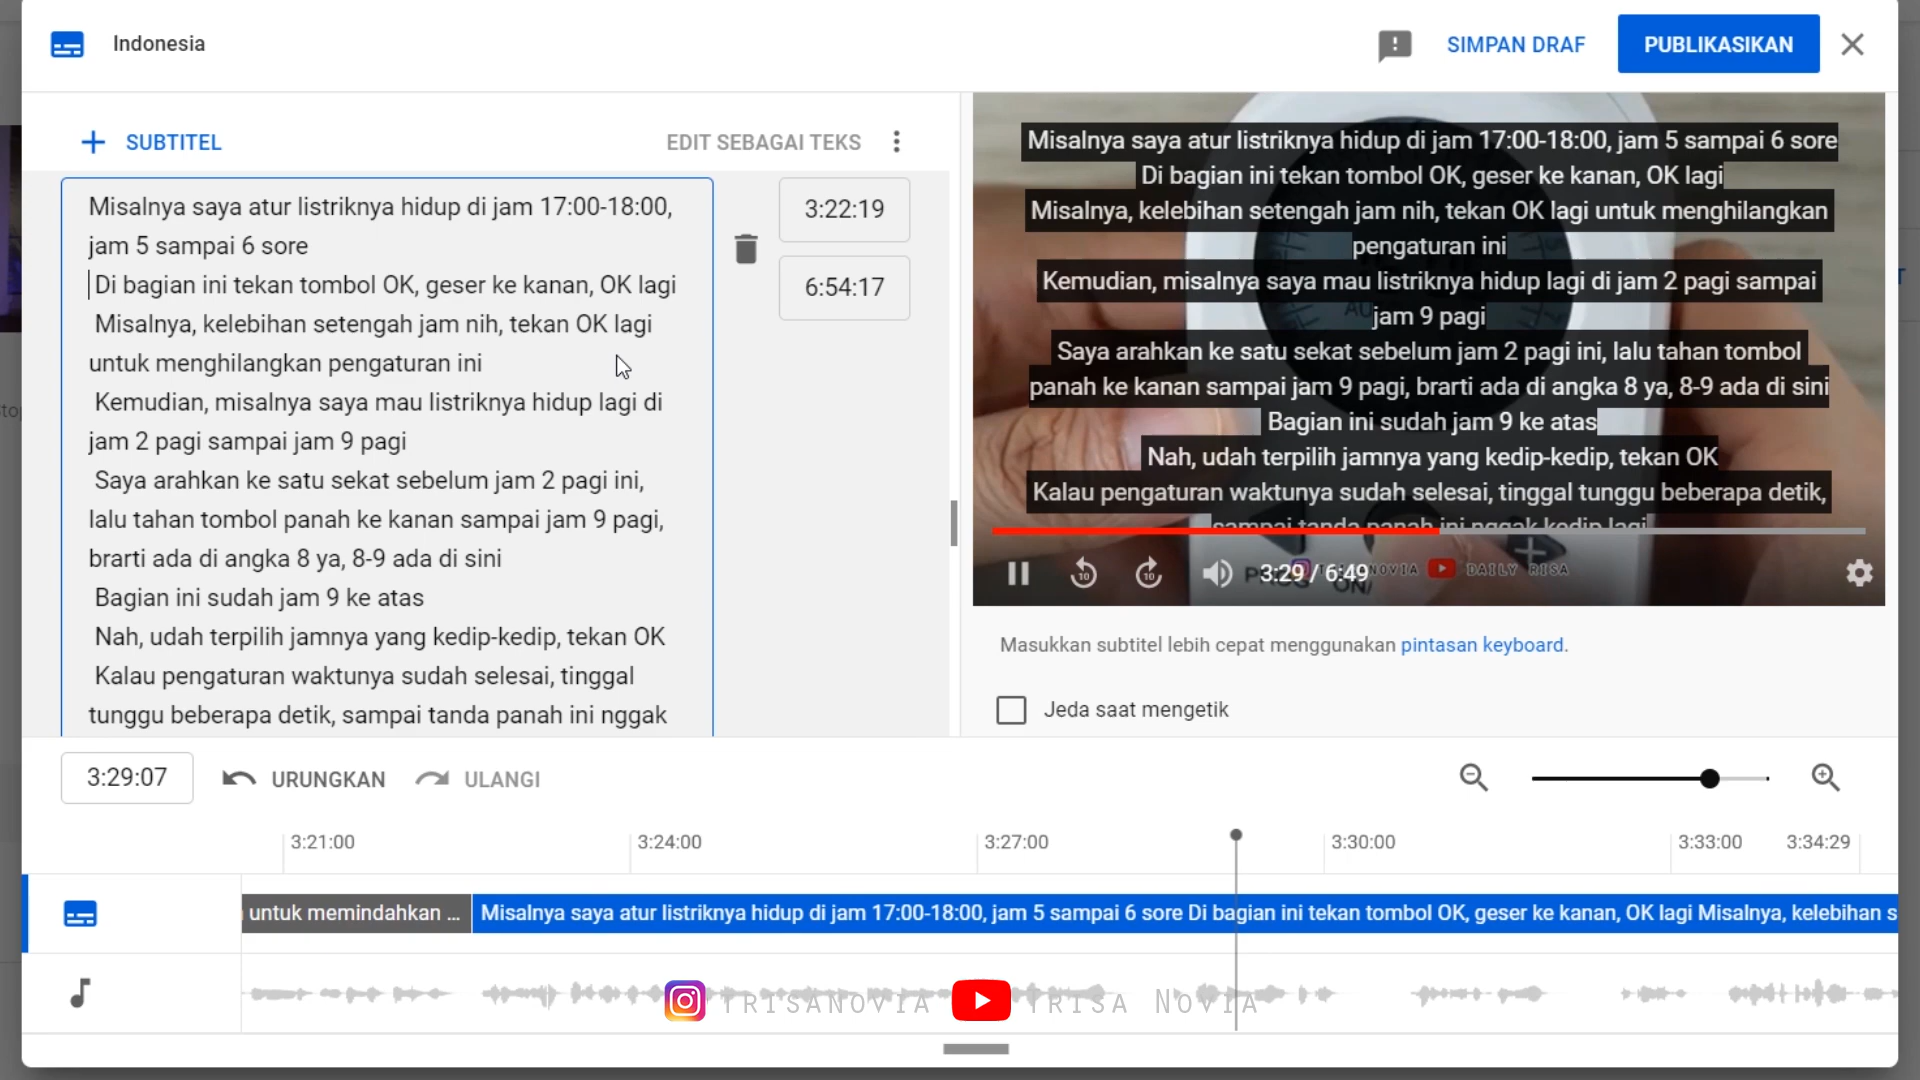 Indonesia
SIMPAN DRAF
PUBLIKASIKAN
SUBTITEL
EDIT SEBAGAI TEKS
Misalnya saya atur listriknya hidup di jam 17:00-18:00,
jam 5 sampai 6 sore
Di bagian ini tekan tombol OK, geser ke kanan, OK lagi
Misalnya, kelebihan setengah jam nih, tekan OK lagi
untuk menghilangkan pengaturan ini
Kemudian, misalnya saya mau listriknya hidup lagi di
jam 2 pagi sampai jam 9 pagi
Saya arahkan ke satu sekat sebelum jam 2 pagi ini,
lalu tahan tombol panah ke kanan sampai jam 9 pagi,
brarti ada di angka 8 ya, 8-9 ada di sini
Bagian ini sudah jam 9 ke atas
Nah, udah terpilih jamnya yang kedip-kedip, tekan OK
Kalau pengaturan waktunya sudah selesai, tinggal
tunggu beberapa detik, sampai tanda panah ini nggak
3:22:19
6:54:17
Misalnya saya atur listriknya hidup di jam 17:00-18:00, jam 5 sampai 6 sore
Di bagian ini tekan tombol OK, geser ke kanan, OK lagi
Misalnya, kelebihan setengah jam nih, tekan OK lagi untuk menghilangkan
pengaturan ini
Kemudian, misalnya saya mau listriknya hidup lagi di jam 2 pagi sampai
jam 9 pagi
Saya arahkan ke satu sekat sebelum jam 2 pagi ini, lalu tahan tombol
panah ke kanan sampai jam 9 pagi, brarti ada di angka 8 ya, 8-9 ada di sini
Bagian ini sudah jam 9 ke atas
Nah, udah terpilih jamnya yang kedip-kedip, tekan OK
Kalau pengaturan waktunya sudah selesai, tinggal tunggu beberapa detik,
sampai tanda panah ini nggak kedip lagi
10
10
3:29 / 6:49
DAILY RISA
ON/
Masukkan subtitel lebih cepat menggunakan pintasan keyboard.
Jeda saat mengetik
3:29:07
URUNGKAN
ULANGI
3:21:00
3:24:00
3:27:00
3:30:00
3:33:00
3:34:29
untuk memindahkan ...
Misalnya saya atur listriknya hidup di jam 17:00-18:00, jam 5 sampai 6 sore Di bagian ini tekan tombol OK, geser ke kanan, OK lagi Misalnya, kelebihan s
TRISANOVIA
TRISA NOVIA